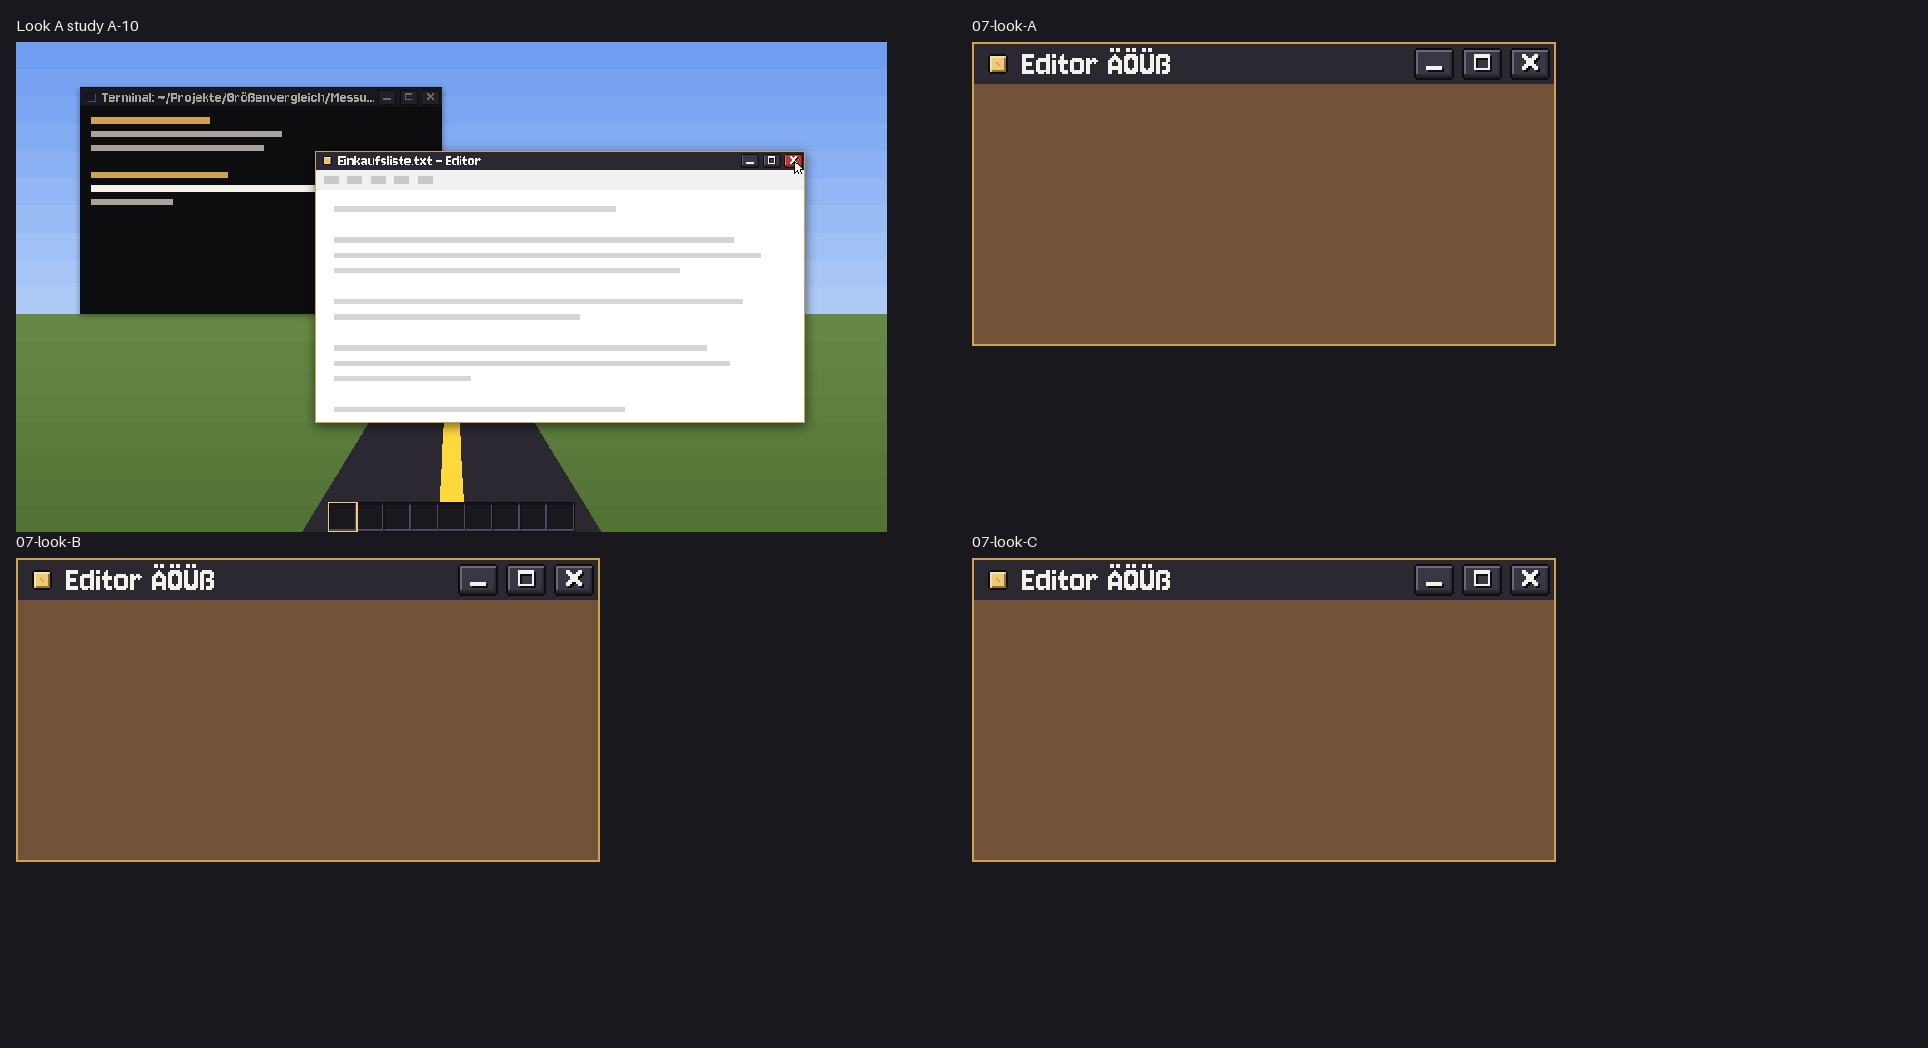 Look A study A-10
07-look-A
Terminal: ~/Projekte/Größenvergleich/Messu...
Einkaufsliste.txt – Editor
Editor ÄÖÜß
07-look-B
07-look-C
Editor ÄÖÜß
Editor ÄÖÜß